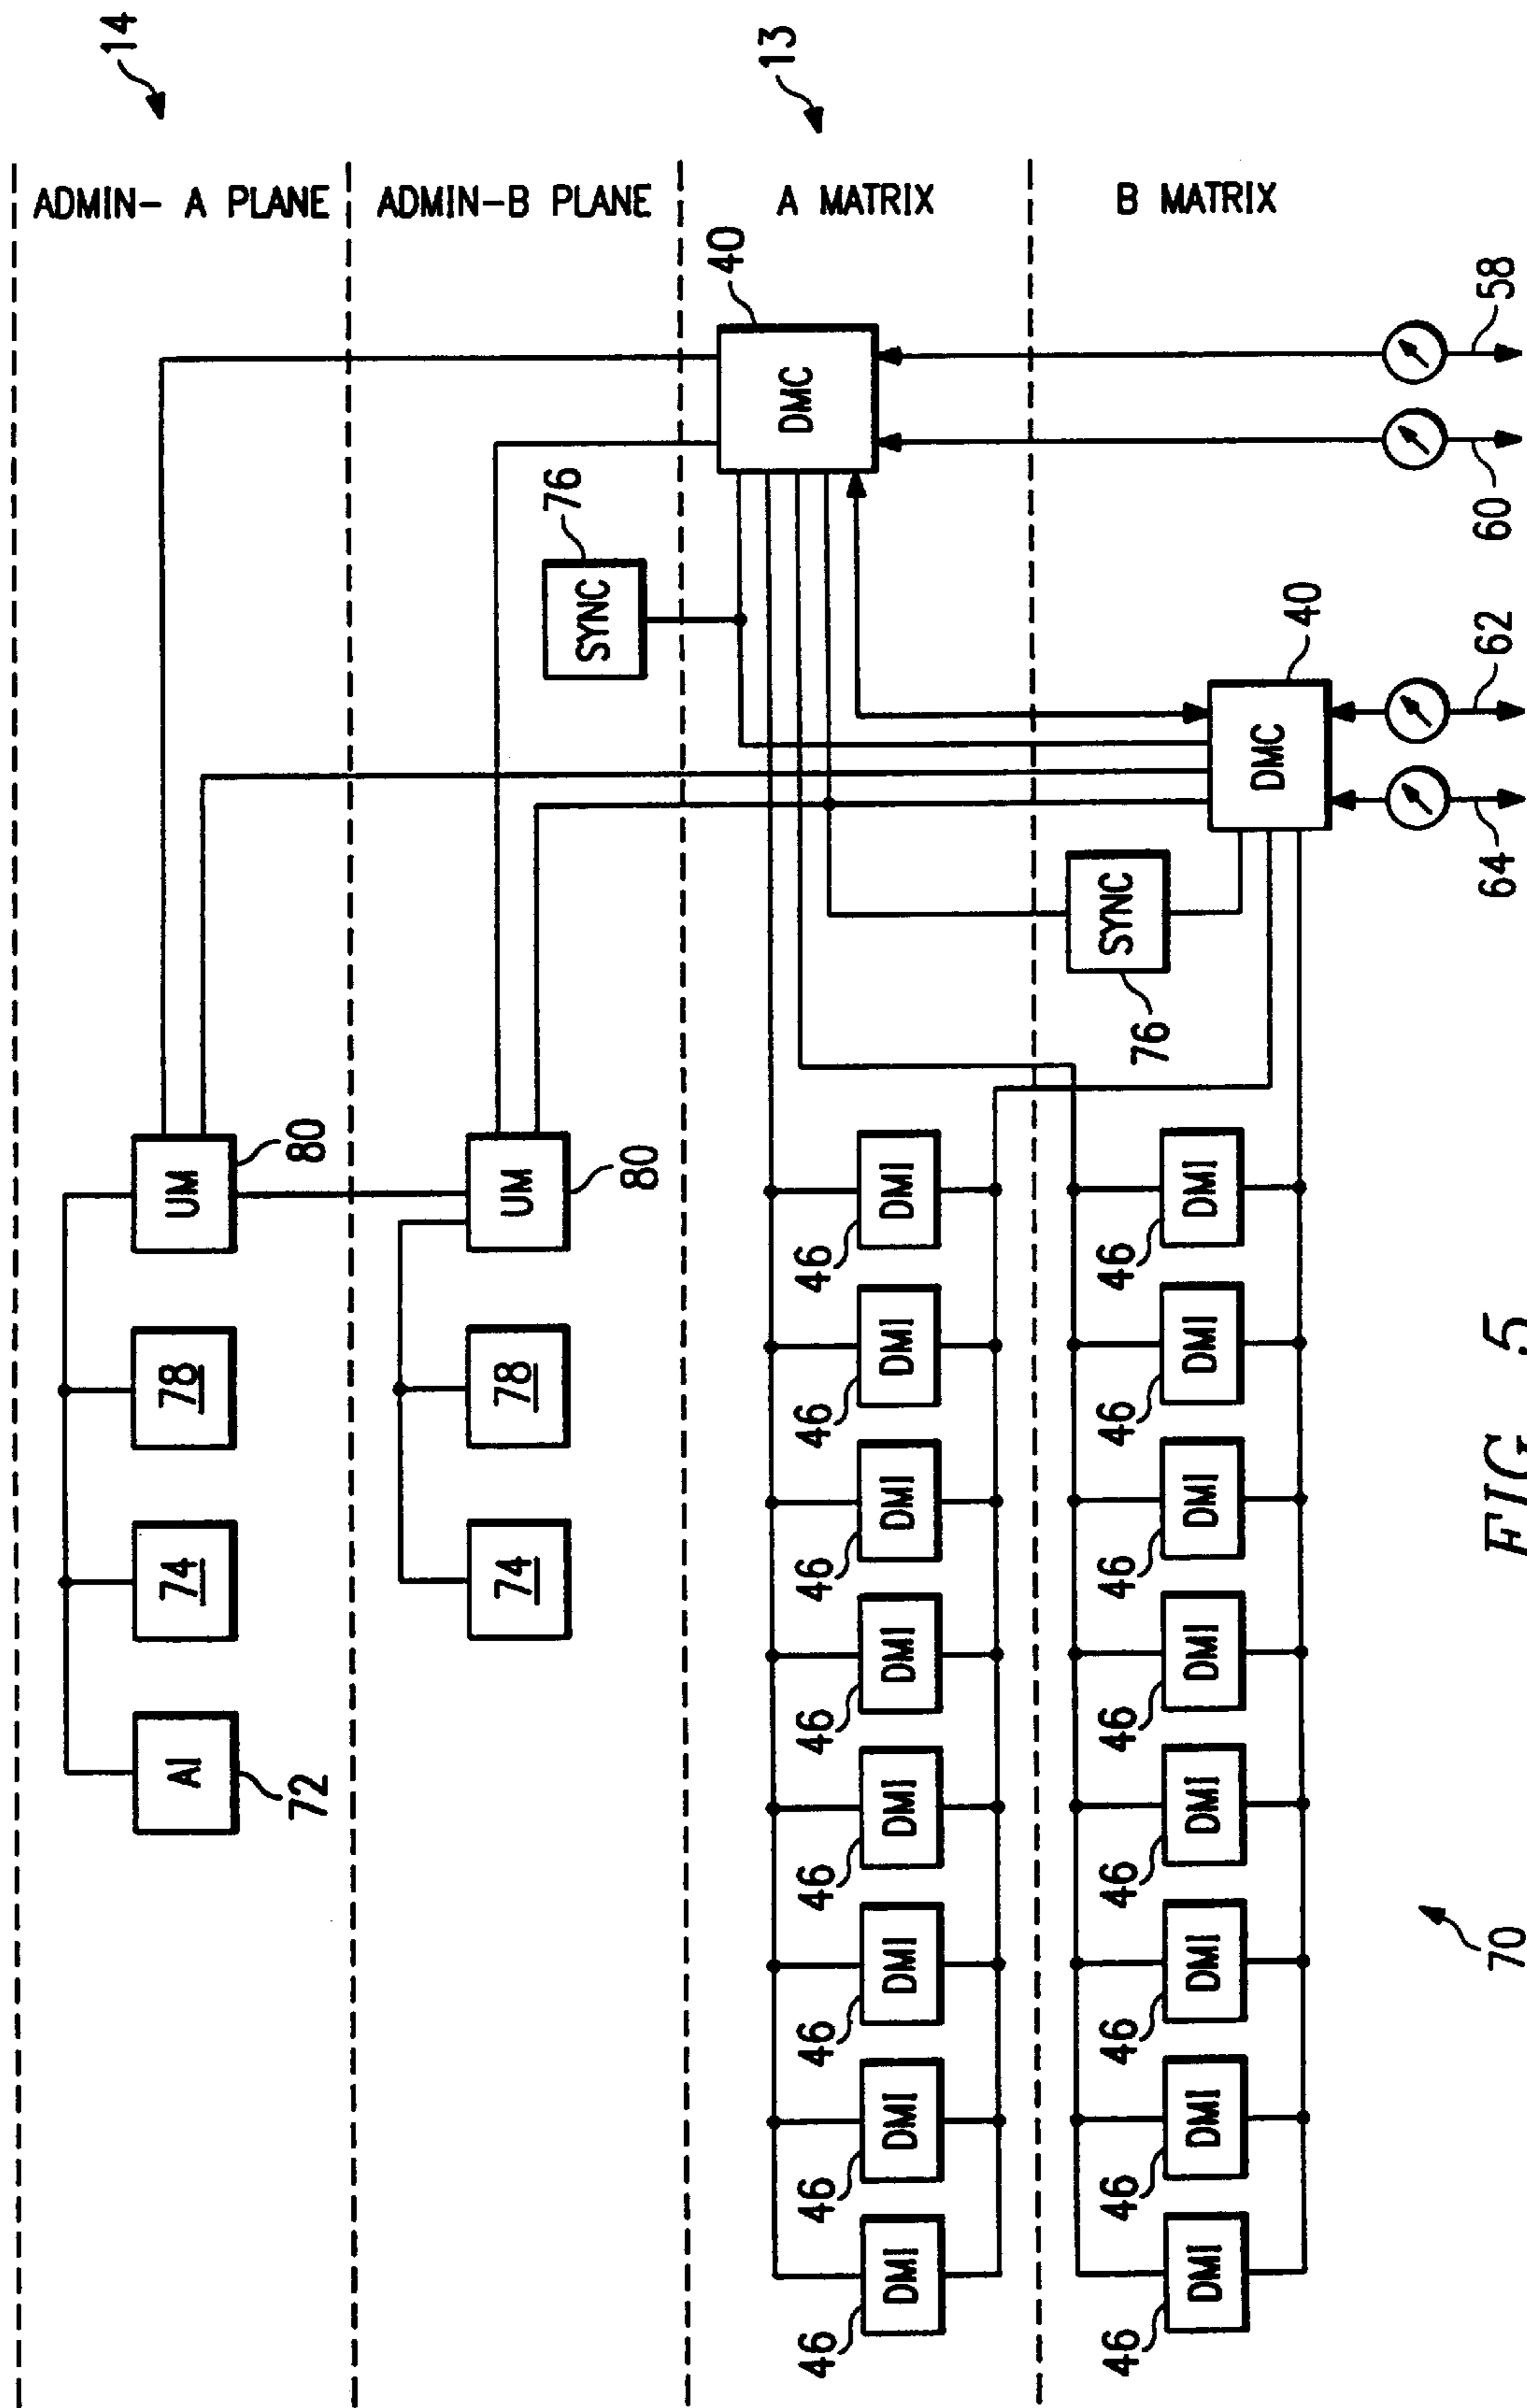 14
13
ADMIN- A PLANE
ADMIN-B PLANE
A MATRIX
B MATRIX
40
DMC
58
60
76
SYNC
40
DMC
62
64
SYNC
76
UM
80
UM
80
78
78
74
74
AI
72
DMI
46
DMI
46
DMI
46
DMI
46
DMI
46
DMI
46
DMI
46
DMI
46
DMI
46
DMI
46
DMI
46
DMI
46
DMI
46
DMI
46
DMI
46
DMI
46
70
FIG. 5